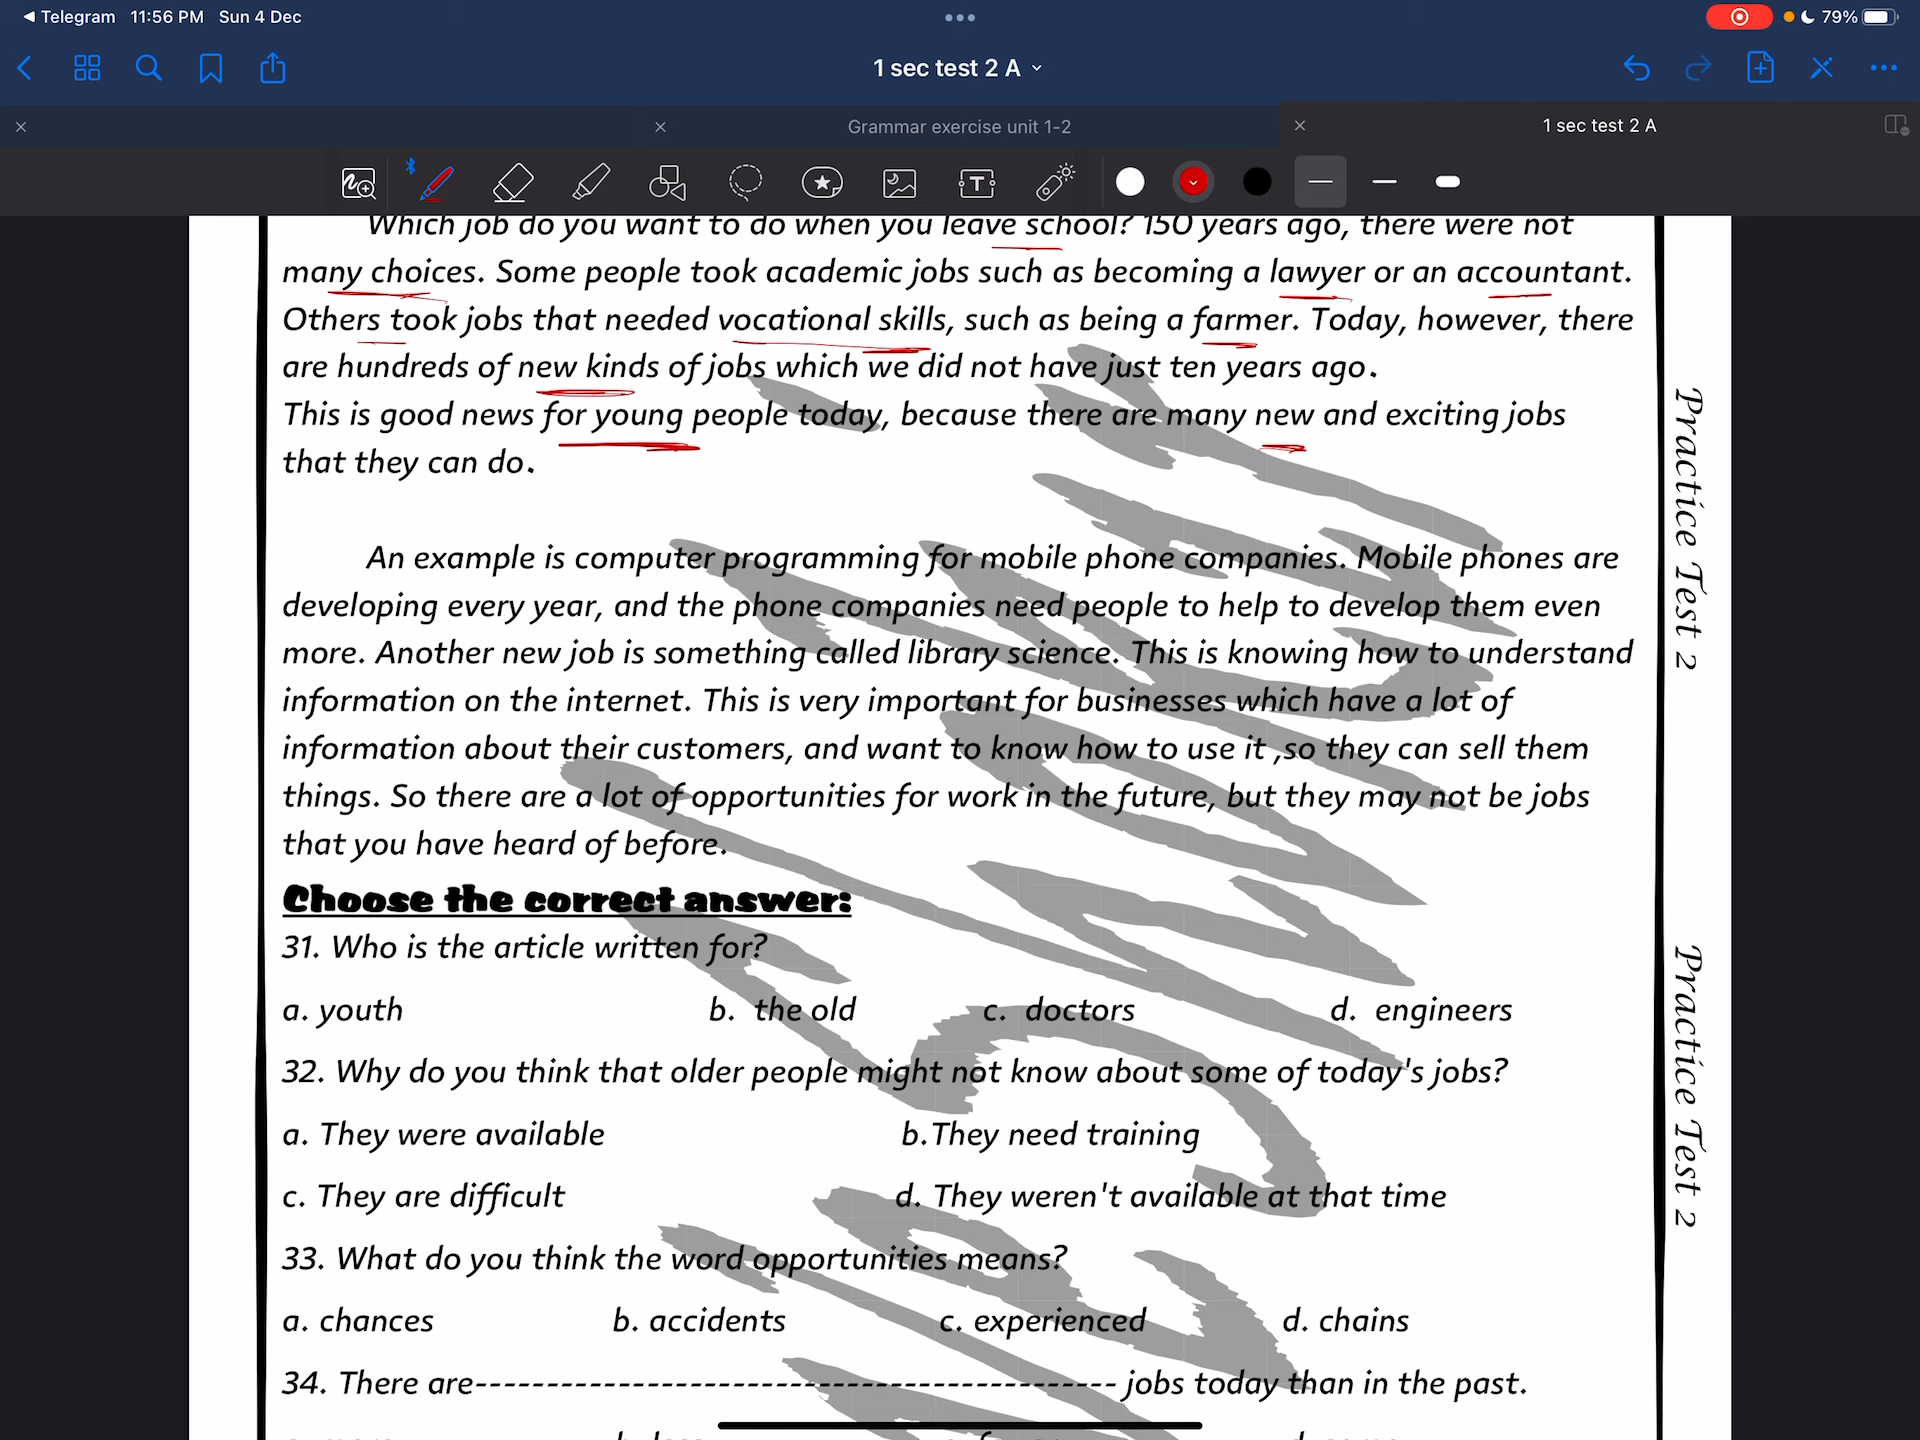 Telegram 11:56 PM Sun 4 Dec
79%
1 sec test 2 A
Grammar exercise unit 1-2
1 sec test 2 A
Which job do you want to do when you leave school? 150 years ago, there were not
many choices. Some people took academic jobs such as becoming a lawyer or an accountant.
Others took jobs that needed vocational skills, such as being a farmer. Today, however, there
are hundreds of new kinds of jobs which we did not have just ten years ago.
This is good news for young people today, because there are many new and exciting jobs
that they can do.
An example is computer programming for mobile phone companies. Mobile phones are
developing every year, and the phone companies need people to help to develop them even
more. Another new job is something called library science. This is knowing how to understand
information on the internet. This is very important for businesses which have a lot of
information about their customers, and want to know how to use it ,so they can sell them
things. So there are a lot of opportunities for work in the future, but they may not be jobs
that you have heard of before.
Choose the correct answer:
31. Who is the article written for?
a. youth b. the old c. doctors d. engineers
32. Why do you think that older people might not know about some of today's jobs?
a. They were available b.They need training
c. They are difficult d. They weren't available at that time
33. What do you think the word opportunities means?
a. chances b. accidents c. experienced d. chains
34. There are---------------------------------------------- jobs today than in the past.
Practice Test 2
Practice Test 2